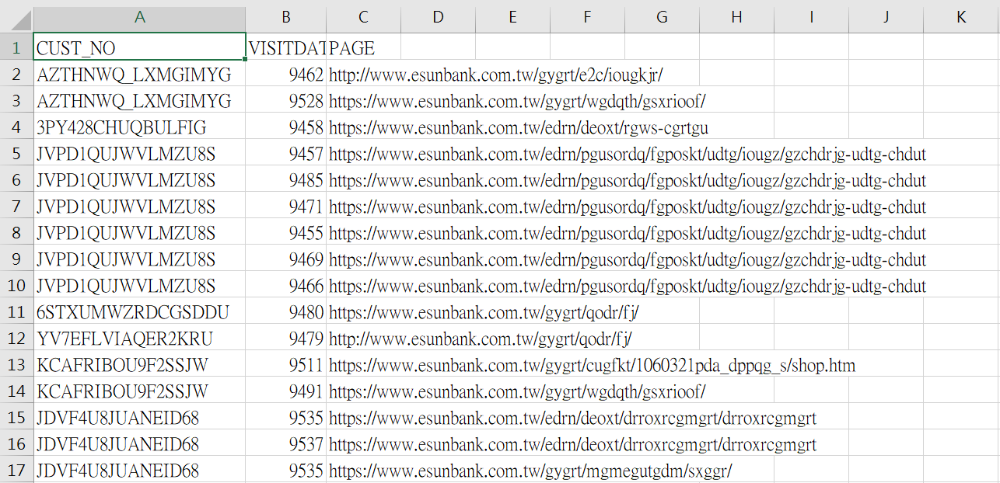 A B C D E F G H I J K
1 CUST_NO VISITDAT PAGE
2 AZTHNWQ_LXMGIMYG 9462 http://www.esunbank.com.tw/gygrt/e2c/iougkjr/
3 AZTHNWQ_LXMGIMYG 9528 https://www.esunbank.com.tw/gygrt/wgdqth/gsxrioof/
4 3PY428CHUQBULFIG 9458 https://www.esunbank.com.tw/edrn/deoxt/rgws-cgrtgu
5 JVPD1QUJWVLMZU8S 9457 https://www.esunbank.com.tw/edrn/pgusordq/fgposkt/udtg/iougz/gzchdrjg-udtg-chdut
6 JVPD1QUJWVLMZU8S 9485 https://www.esunbank.com.tw/edrn/pgusordq/fgposkt/udtg/iougz/gzchdrjg-udtg-chdut
7 JVPD1QUJWVLMZU8S 9471 https://www.esunbank.com.tw/edrn/pgusordq/fgposkt/udtg/iougz/gzchdrjg-udtg-chdut
8 JVPD1QUJWVLMZU8S 9455 https://www.esunbank.com.tw/edrn/pgusordq/fgposkt/udtg/iougz/gzchdrjg-udtg-chdut
9 JVPD1QUJWVLMZU8S 9469 https://www.esunbank.com.tw/edrn/pgusordq/fgposkt/udtg/iougz/gzchdrjg-udtg-chdut
10 JVPD1QUJWVLMZU8S 9466 https://www.esunbank.com.tw/edrn/pgusordq/fgposkt/udtg/iougz/gzchdrjg-udtg-chdut
11 6STXUMWZRDCGSDDU 9480 https://www.esunbank.com.tw/gygrt/qodr/fj/
12 YV7EFLVIAQER2KRU 9479 http://www.esunbank.com.tw/gygrt/qodr/fj/
13 KCAFRIBOU9F2SSJW 9511 https://www.esunbank.com.tw/gygrt/cugfkt/1060321pda_dppqg_s/shop.htm
14 KCAFRIBOU9F2SSJW 9491 https://www.esunbank.com.tw/gygrt/wgdqth/gsxrioof/
15 JDVF4U8JUANEID68 9535 https://www.esunbank.com.tw/edrn/deoxt/drroxrcgmgrt/drroxrcgmgrt
16 JDVF4U8JUANEID68 9537 https://www.esunbank.com.tw/edrn/deoxt/drroxrcgmgrt/drroxrcgmgrt
17 JDVF4U8JUANEID68 9535 https://www.esunbank.com.tw/gygrt/mgmegutgdm/sxggr/